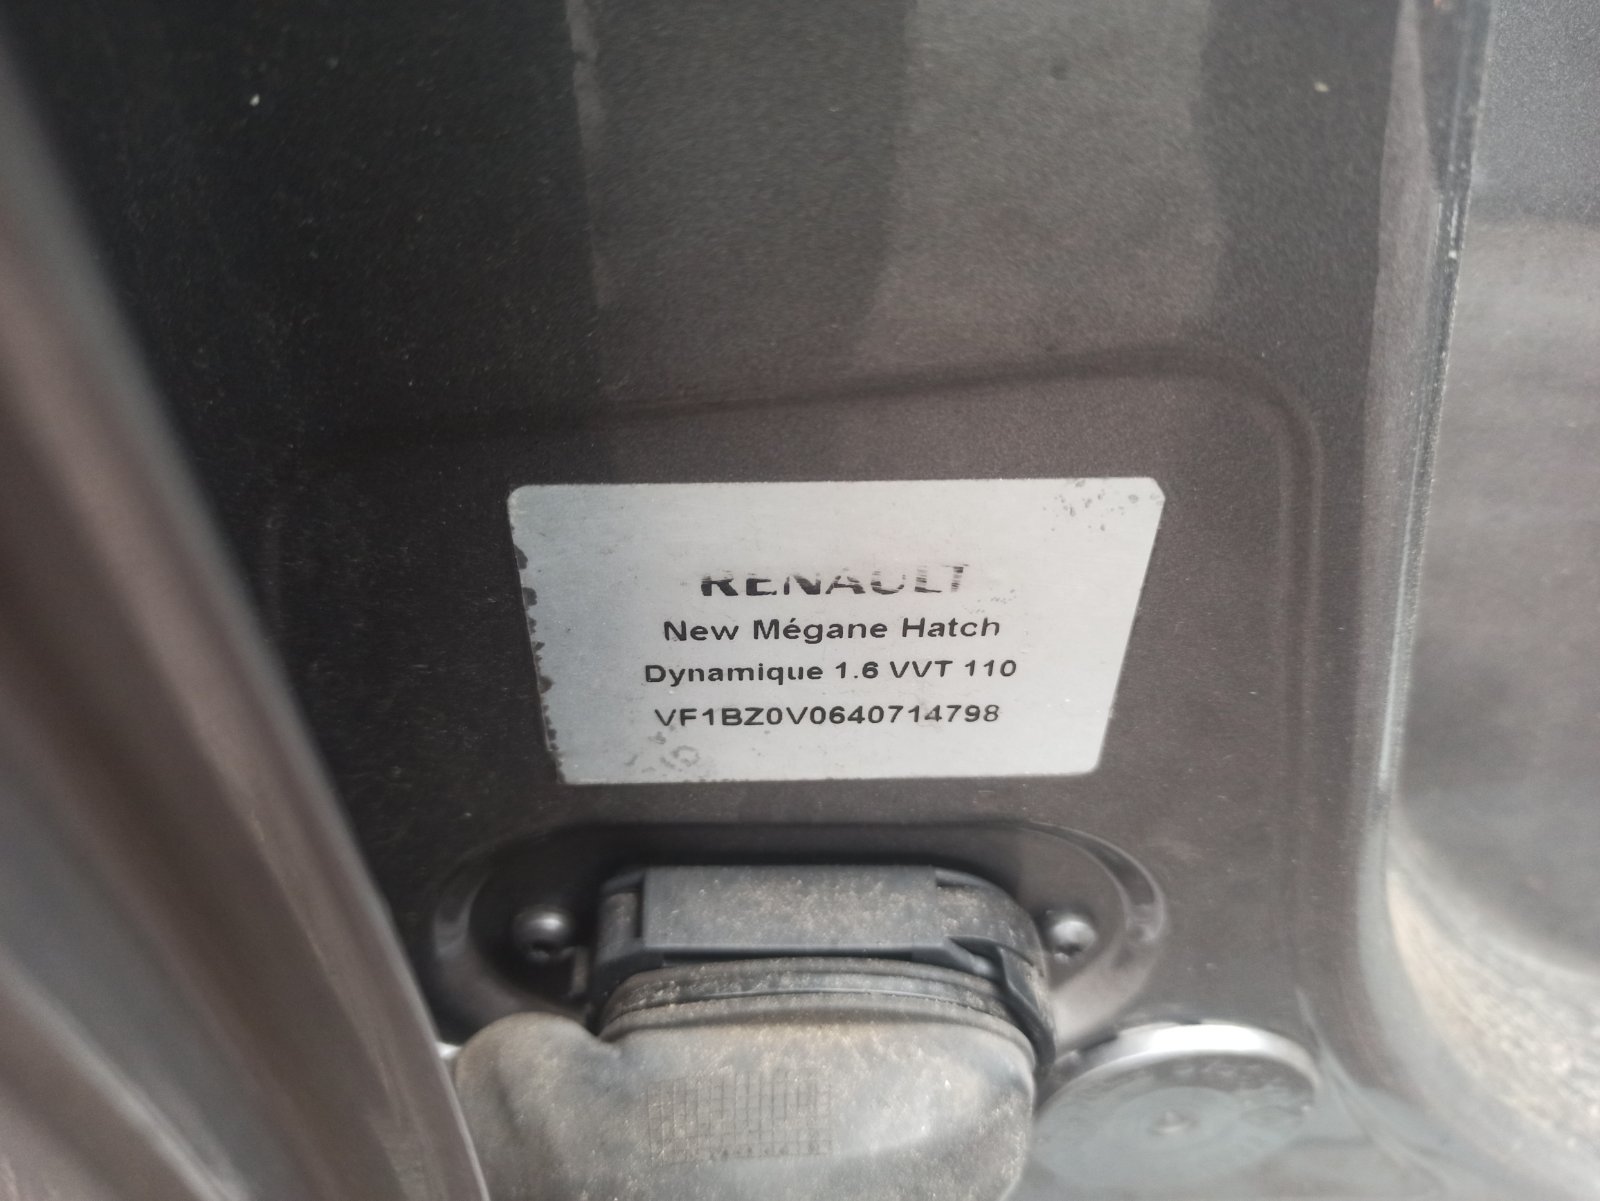 RENAULT
New Mégane Hatch
Dynamique 1.6 VVT 110
VF1BZ0V0640714798